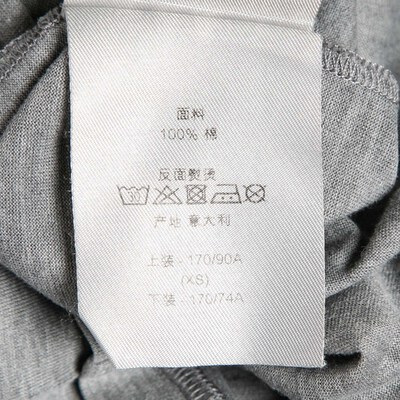 面料
100% 棉
反面熨烫
30
产地 意大利
上装 - 170/90A
(XS)
下装 - 170/74A